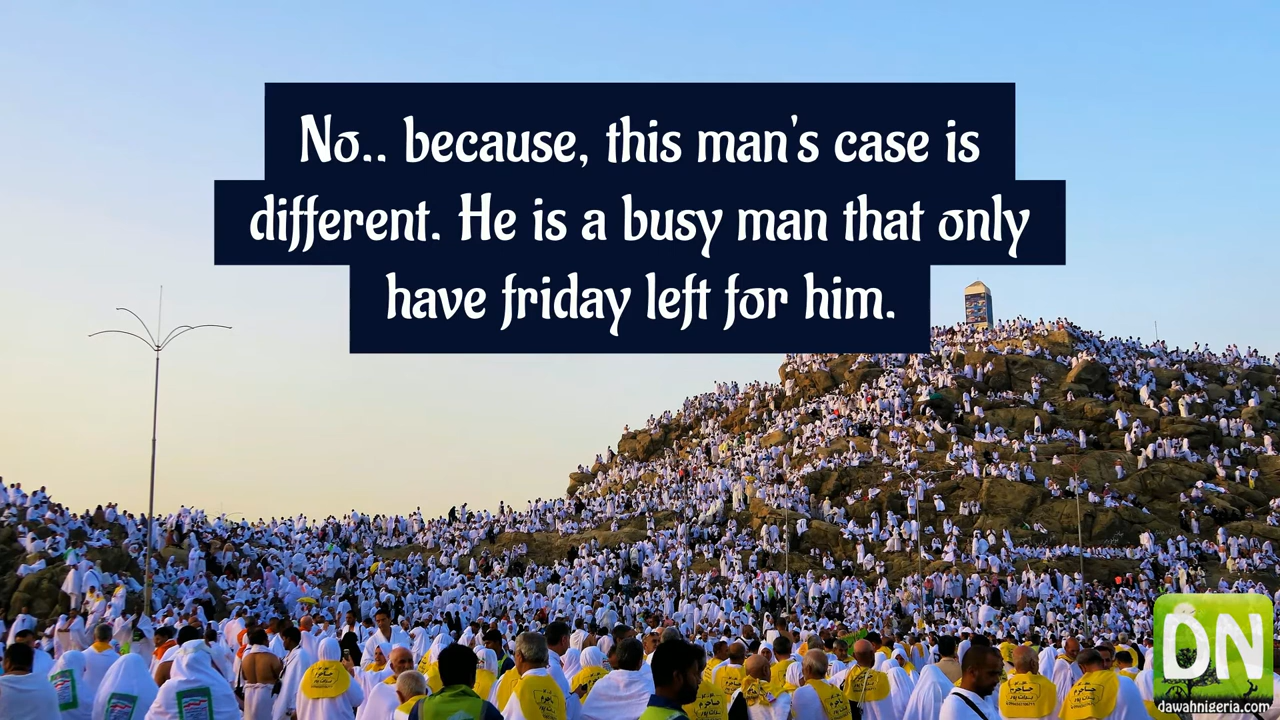 No.. because, this man's case is
different. He is a busy man that only
have friday left for him.
DN
dawahnigeria.com